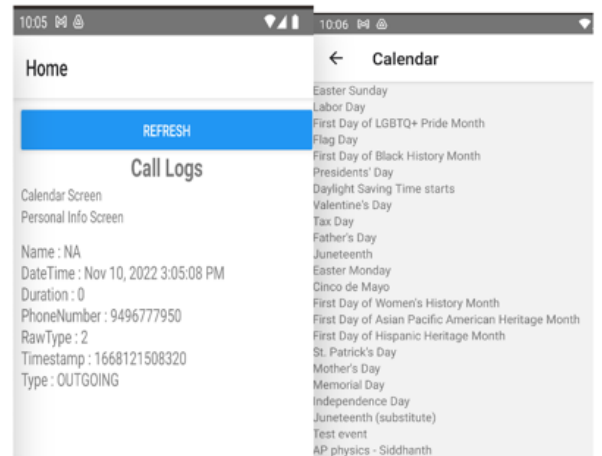 10:05
Home
REFRESH
Call Logs
Calendar Screen
Personal Info Screen
Name : NA
DateTime : Nov 10, 2022 3:05:08 PM
Duration : 0
PhoneNumber : 9496777950
RawType : 2
Timestamp : 1668121508320
Type : OUTGOING
10:06
Calendar
Easter Sunday
Labor Day
First Day of LGBTQ+ Pride Month
Flag Day
First Day of Black History Month
Presidents' Day
Daylight Saving Time starts
Valentine's Day
Tax Day
Father's Day
Juneteenth
Easter Monday
Cinco de Mayo
First Day of Women's History Month
First Day of Asian Pacific American Heritage Month
First Day of Hispanic Heritage Month
St. Patrick's Day
Mother's Day
Memorial Day
Independence Day
Juneteenth (substitute)
Test event
AP physics - Siddhanth